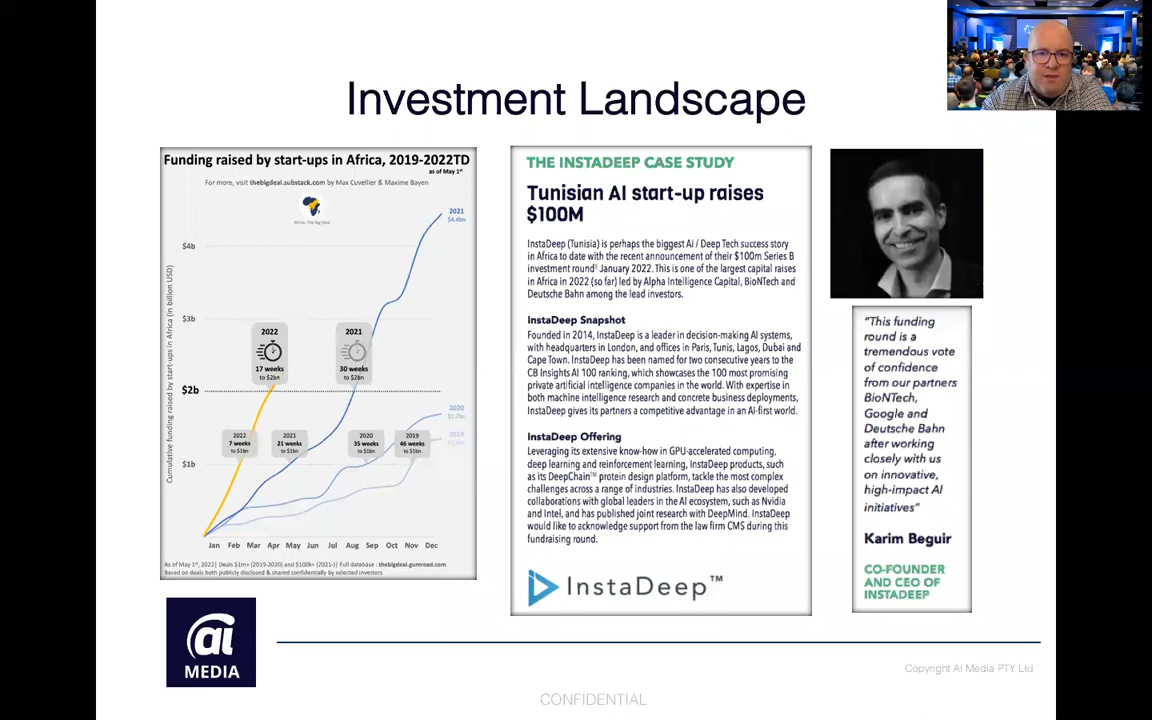 Investment Landscape
Funding raised by start-ups in Africa, 2019-2022TD
as of May 1st
For more, visit thebigdeal.substack.com by Max Cuvellier & Maxime Bayen
Africa: The Big Deal
2021
$4.4bn
$4b
$3b
2022
17 weeks
to $2bn
2021
30 weeks
to $2bn
$2b
2020
$1.7bn
2019
2022
7 weeks
to $1bn
2021
21 weeks
to $1bn
2020
35 weeks
to $1bn
2019
46 weeks
to $1bn
$1b
Cumulative funding raised by start-ups in Africa (in billion USD)
Jan Feb Mar Apr May Jun Jul Aug Sep Oct Nov Dec
As of May 1st, 2022| Deals $1m+ (2019-2020) and $100k+ (2021-)| Full database : thebigdeal.gumroad.com
Based on deals both publicly disclosed & shared confidentially by selected investors
THE INSTADEEP CASE STUDY
Tunisian AI start-up raises
$100M
InstaDeep (Tunisia) is perhaps the biggest Ai / Deep Tech success story
in Africa to date with the recent announcement of their $100m Series B
investment round⁵ January 2022. This is one of the largest capital raises
in Africa in 2022 (so far) led by Alpha Intelligence Capital, BioNTech and
Deutsche Bahn among the lead investors.
InstaDeep Snapshot
Founded in 2014, InstaDeep is a leader in decision-making AI systems,
with headquarters in London, and offices in Paris, Tunis, Lagos, Dubai and
Cape Town. InstaDeep has been named for two consecutive years to the
CB Insights AI 100 ranking, which showcases the 100 most promising
private artificial intelligence companies in the world. With expertise in
both machine intelligence research and concrete business deployments,
InstaDeep gives its partners a competitive advantage in an AI-first world.
InstaDeep Offering
Leveraging its extensive know-how in GPU-accelerated computing,
deep learning and reinforcement learning, InstaDeep products, such
as its DeepChain™ protein design platform, tackle the most complex
challenges across a range of industries. InstaDeep has also developed
collaborations with global leaders in the AI ecosystem, such as Nvidia
and Intel, and has published joint research with DeepMind. InstaDeep
would like to acknowledge support from the law firm CMS during this
fundraising round.
InstaDeep™
"This funding
round is a
tremendous vote
of confidence
from our partners
BioNTech,
Google and
Deutsche Bahn
after working
closely with us
on innovative,
high-impact AI
initiatives"
Karim Beguir
CO-FOUNDER
AND CEO OF
INSTADEEP
ai
MEDIA
Copyright AI Media PTY Ltd
CONFIDENTIAL